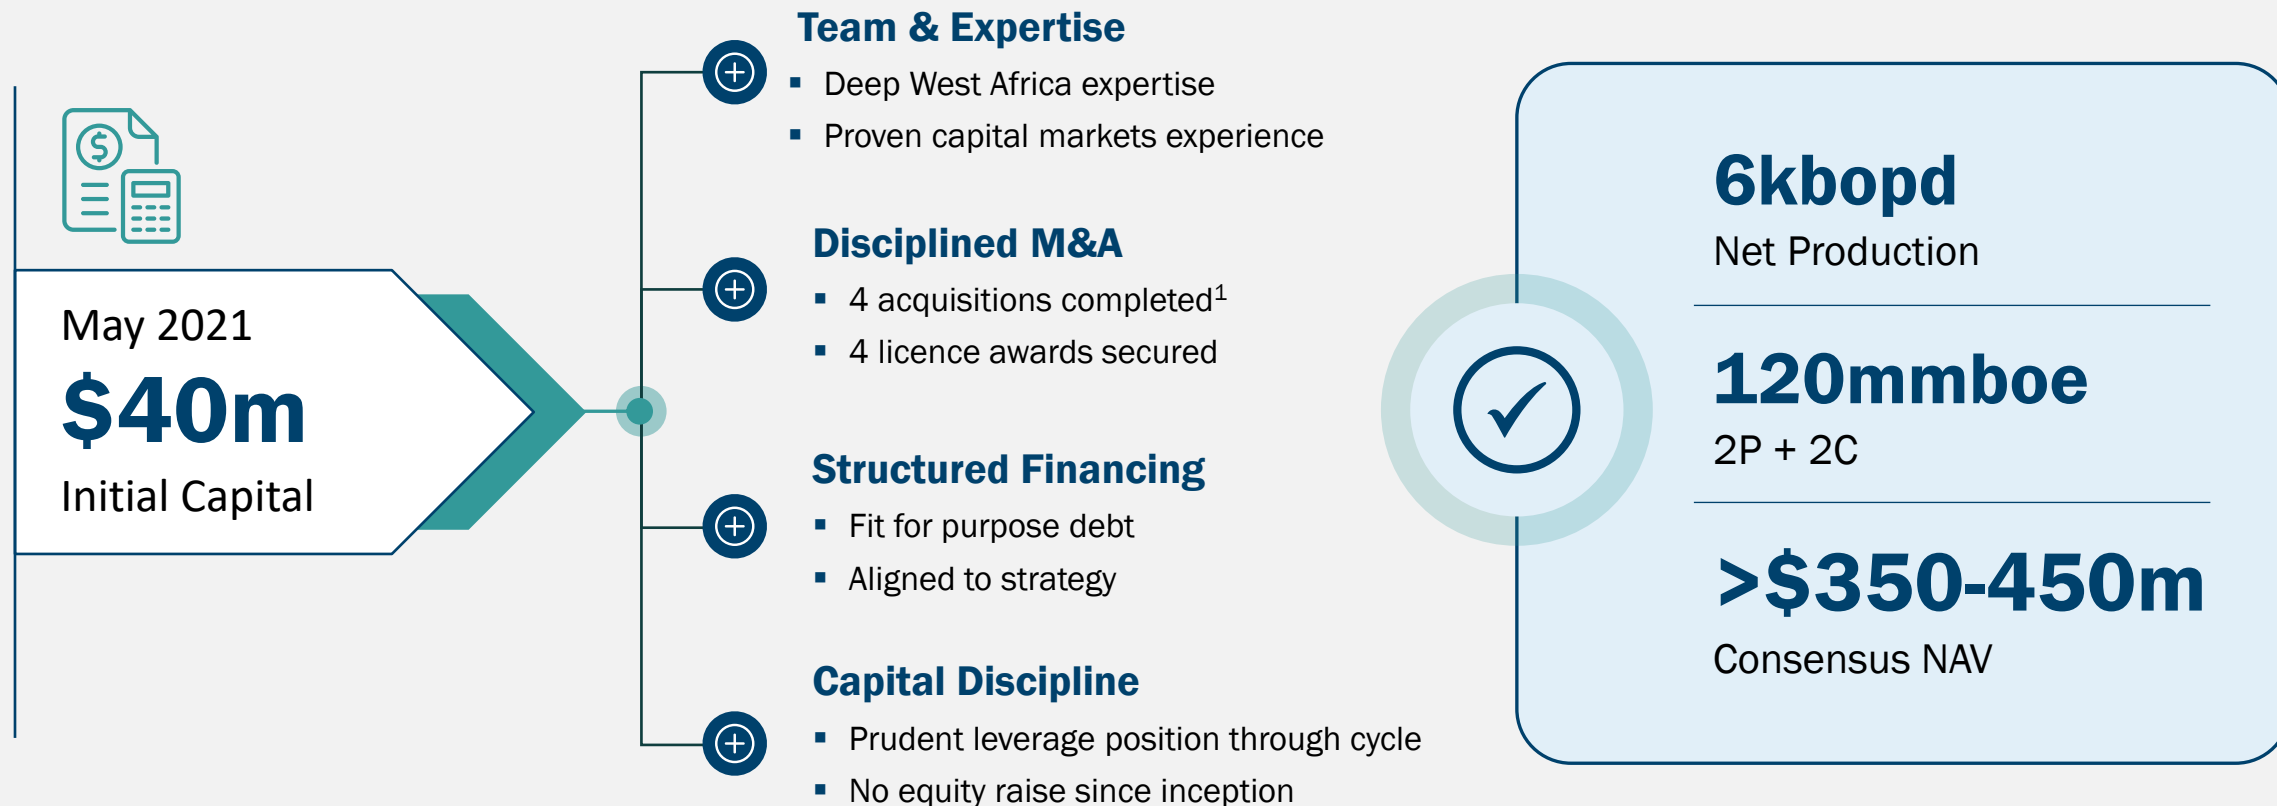 May 2021
$40m
Initial Capital
Team & Expertise
▪ Deep West Africa expertise
▪ Proven capital markets experience
Disciplined M&A
▪ 4 acquisitions completed¹
▪ 4 licence awards secured
Structured Financing
▪ Fit for purpose debt
▪ Aligned to strategy
Capital Discipline
▪ Prudent leverage position through cycle
▪ No equity raise since inception
6kbopd
Net Production
120mmboe
2P + 2C
>$350-450m
Consensus NAV